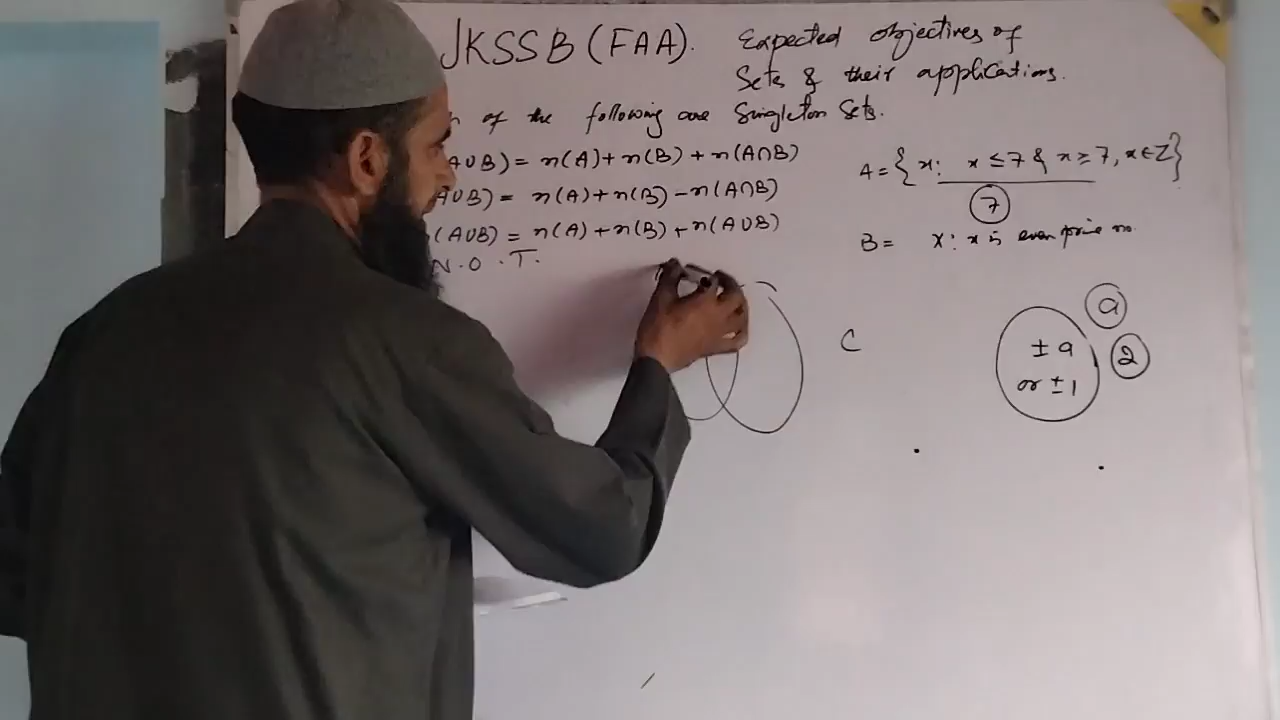 JKSSB (FAA). Expected objectives of
Sets & their applications.
of the following are Singleton Sets.
AUB) = n(A)+n(B)+n(A∩B)
AUB) = n(A)+n(B)-n(A∩B)
(AUB) = n(A)+n(B)+n(AUB)
N.O.T.
A = {x: x ≤ 7 & x ≥ 7, x ∈ Z}
7
B = x: x is even prime no.
C
± a
or ± 1
a
2